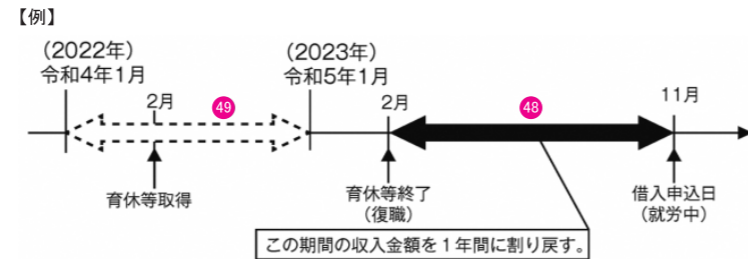 【例】
(2022年)
令和4年1月
(2023年)
令和5年1月
2月
49
2月
48
11月
育休等取得
育休等終了
(復職)
借入申込日
(就労中)
この期間の収入金額を1年間に割り戻す。